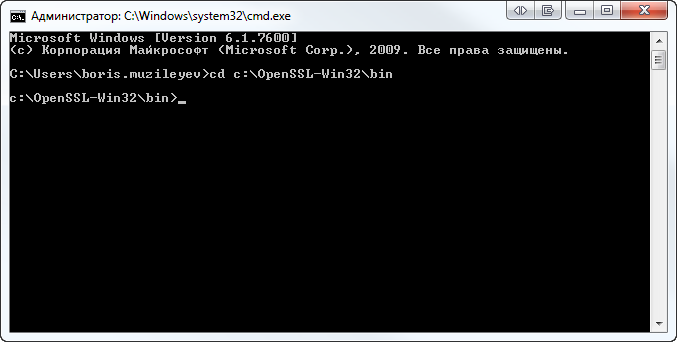 Администратор: C:\Windows\system32\cmd.exe
Microsoft Windows [Version 6.1.7600]
(c) Корпорация Майкрософт (Microsoft Corp.), 2009. Все права защищены.
C:\Users\boris.muzileyev>cd c:\OpenSSL-Win32\bin
c:\OpenSSL-Win32\bin>_